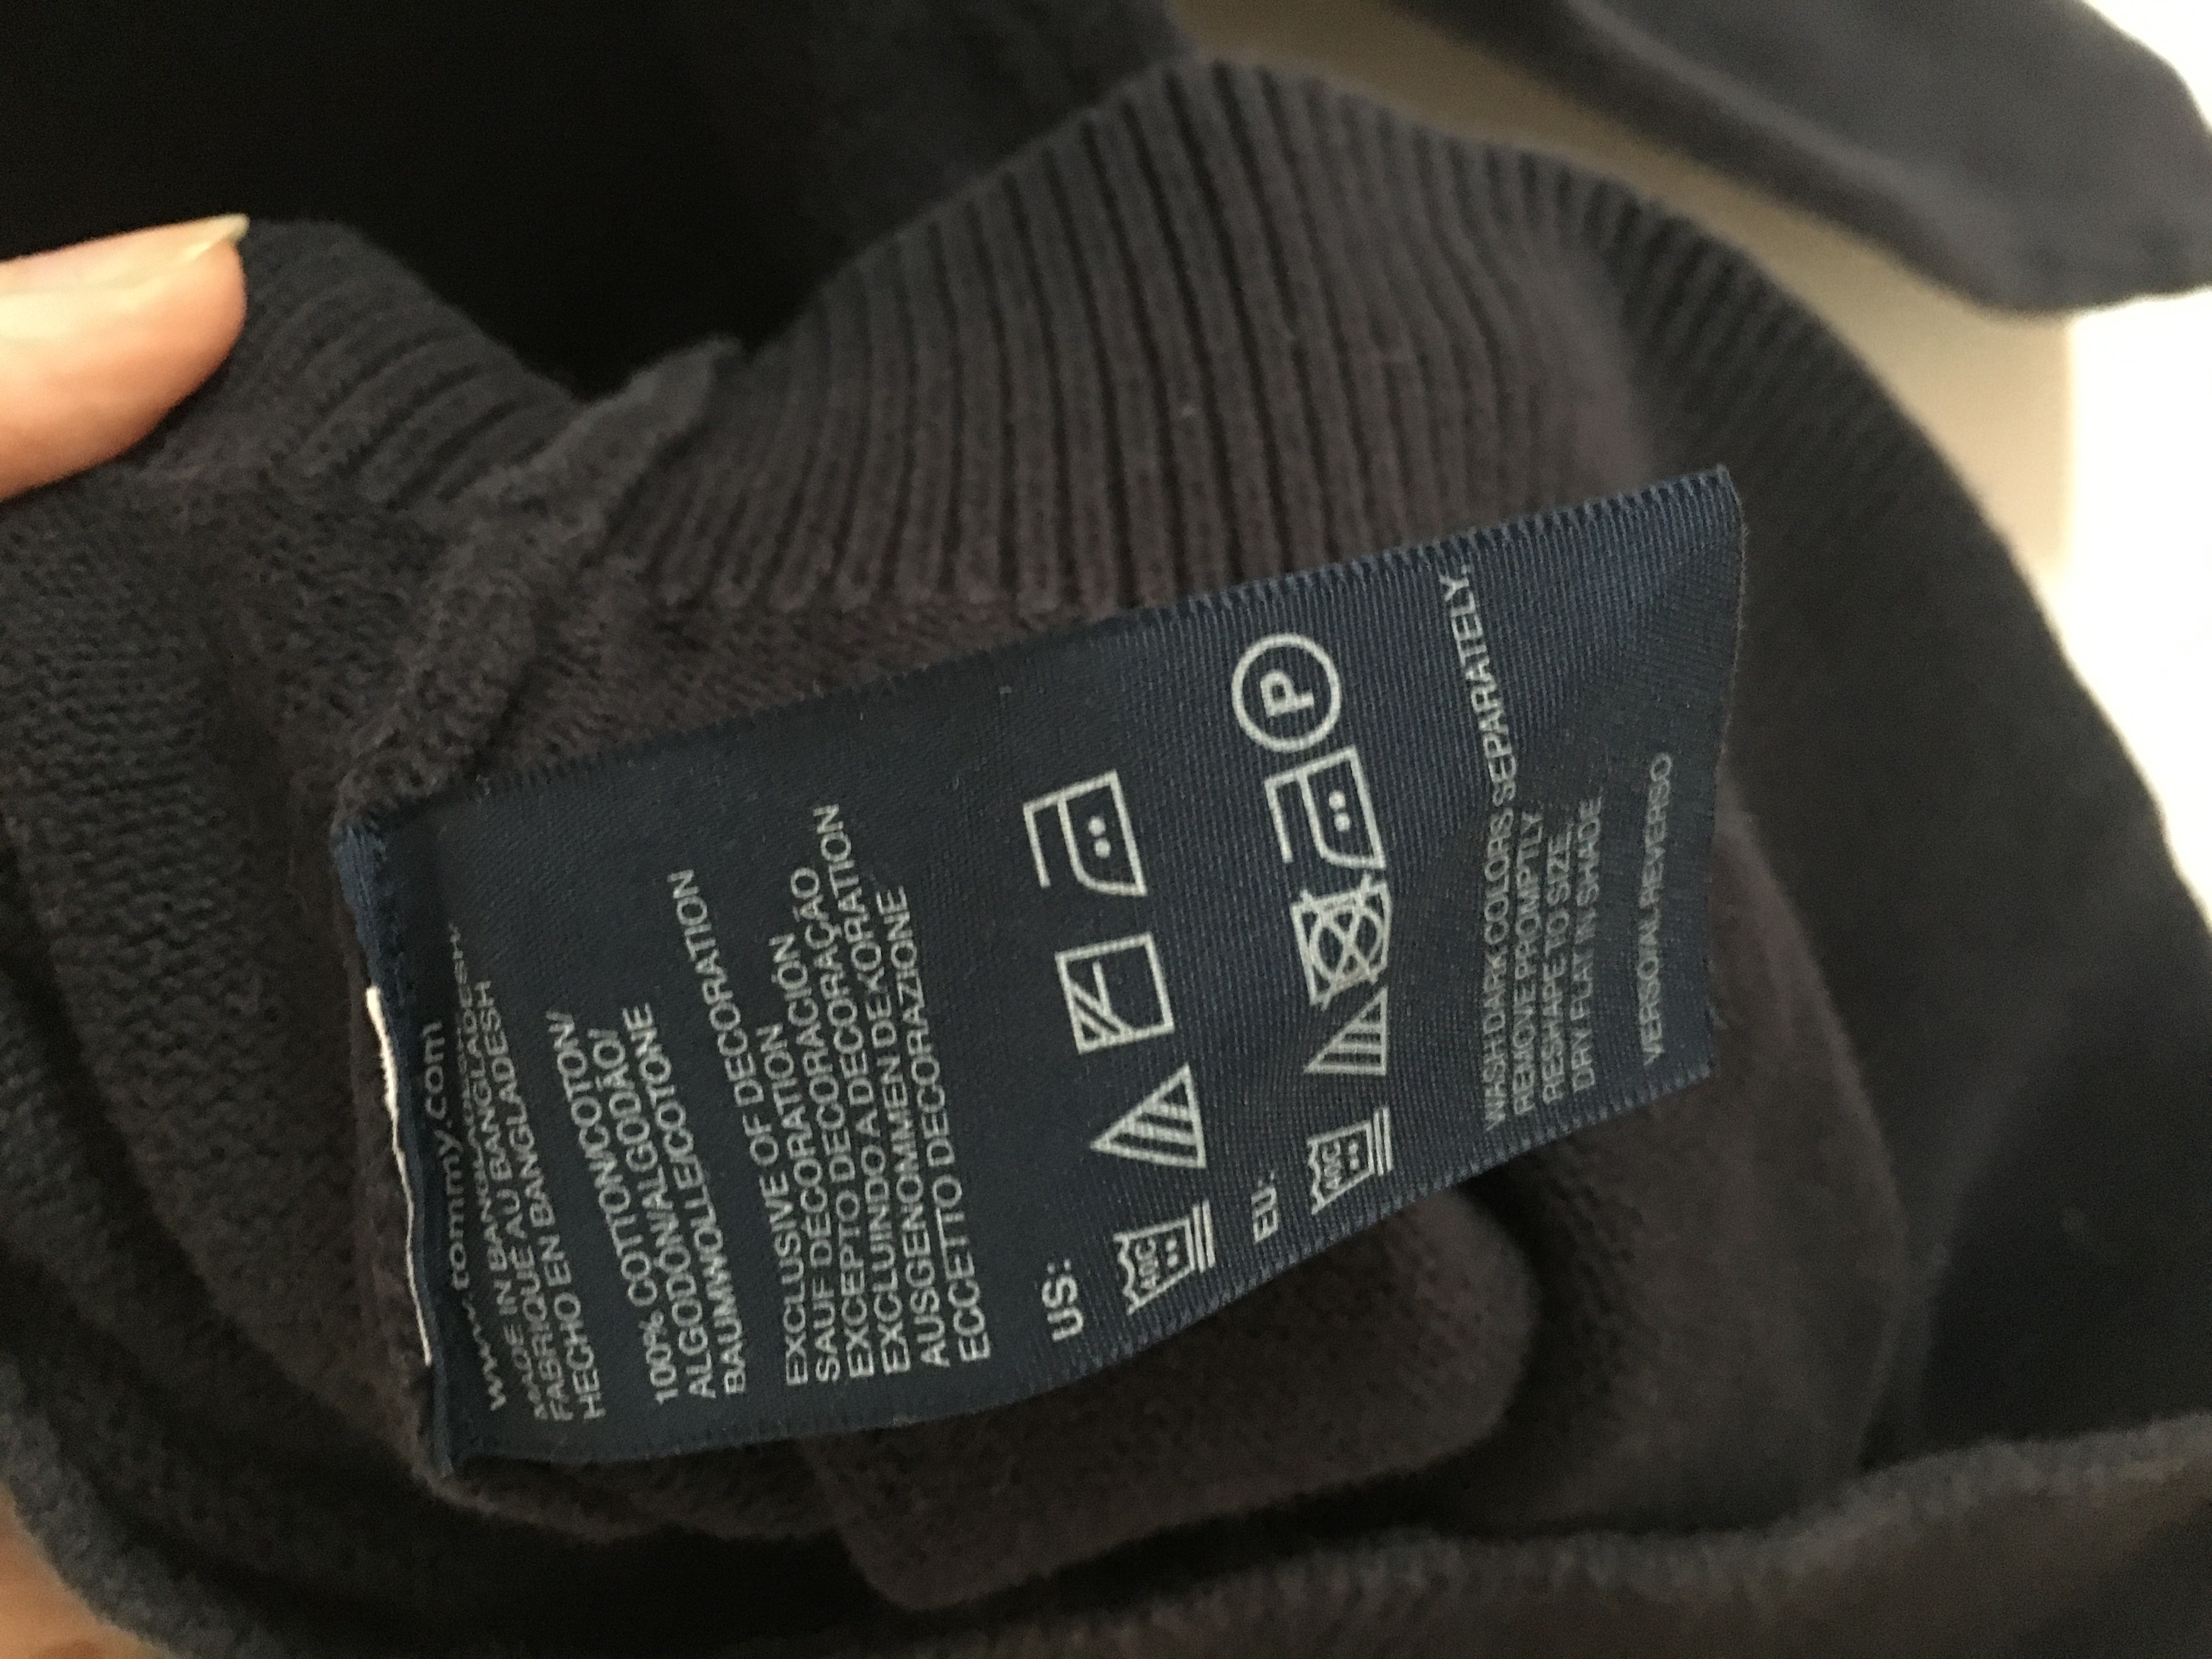 www.tommy.com
MADE IN BANGLADESH/
FABRIQUÉ AU BANGLADESH/
HECHO EN BANGLADESH
100% COTTON/COTON/
ALGODÓN/ALGODÃO/
BAUMWOLLE/COTONE
EXCLUSIVE OF DECORATION
SAUF DÉCORATION
EXCEPTO DECORACIÓN
EXCLUINDO A DECORAÇÃO
AUSGENOMMEN DEKORATION
ECCETTO DECORAZIONE
US:
40C
EU:
40C P
WASH DARK COLORS SEPARATELY,
REMOVE PROMPTLY,
RESHAPE TO SIZE,
DRY FLAT IN SHADE
VERSO/AL REVERSO